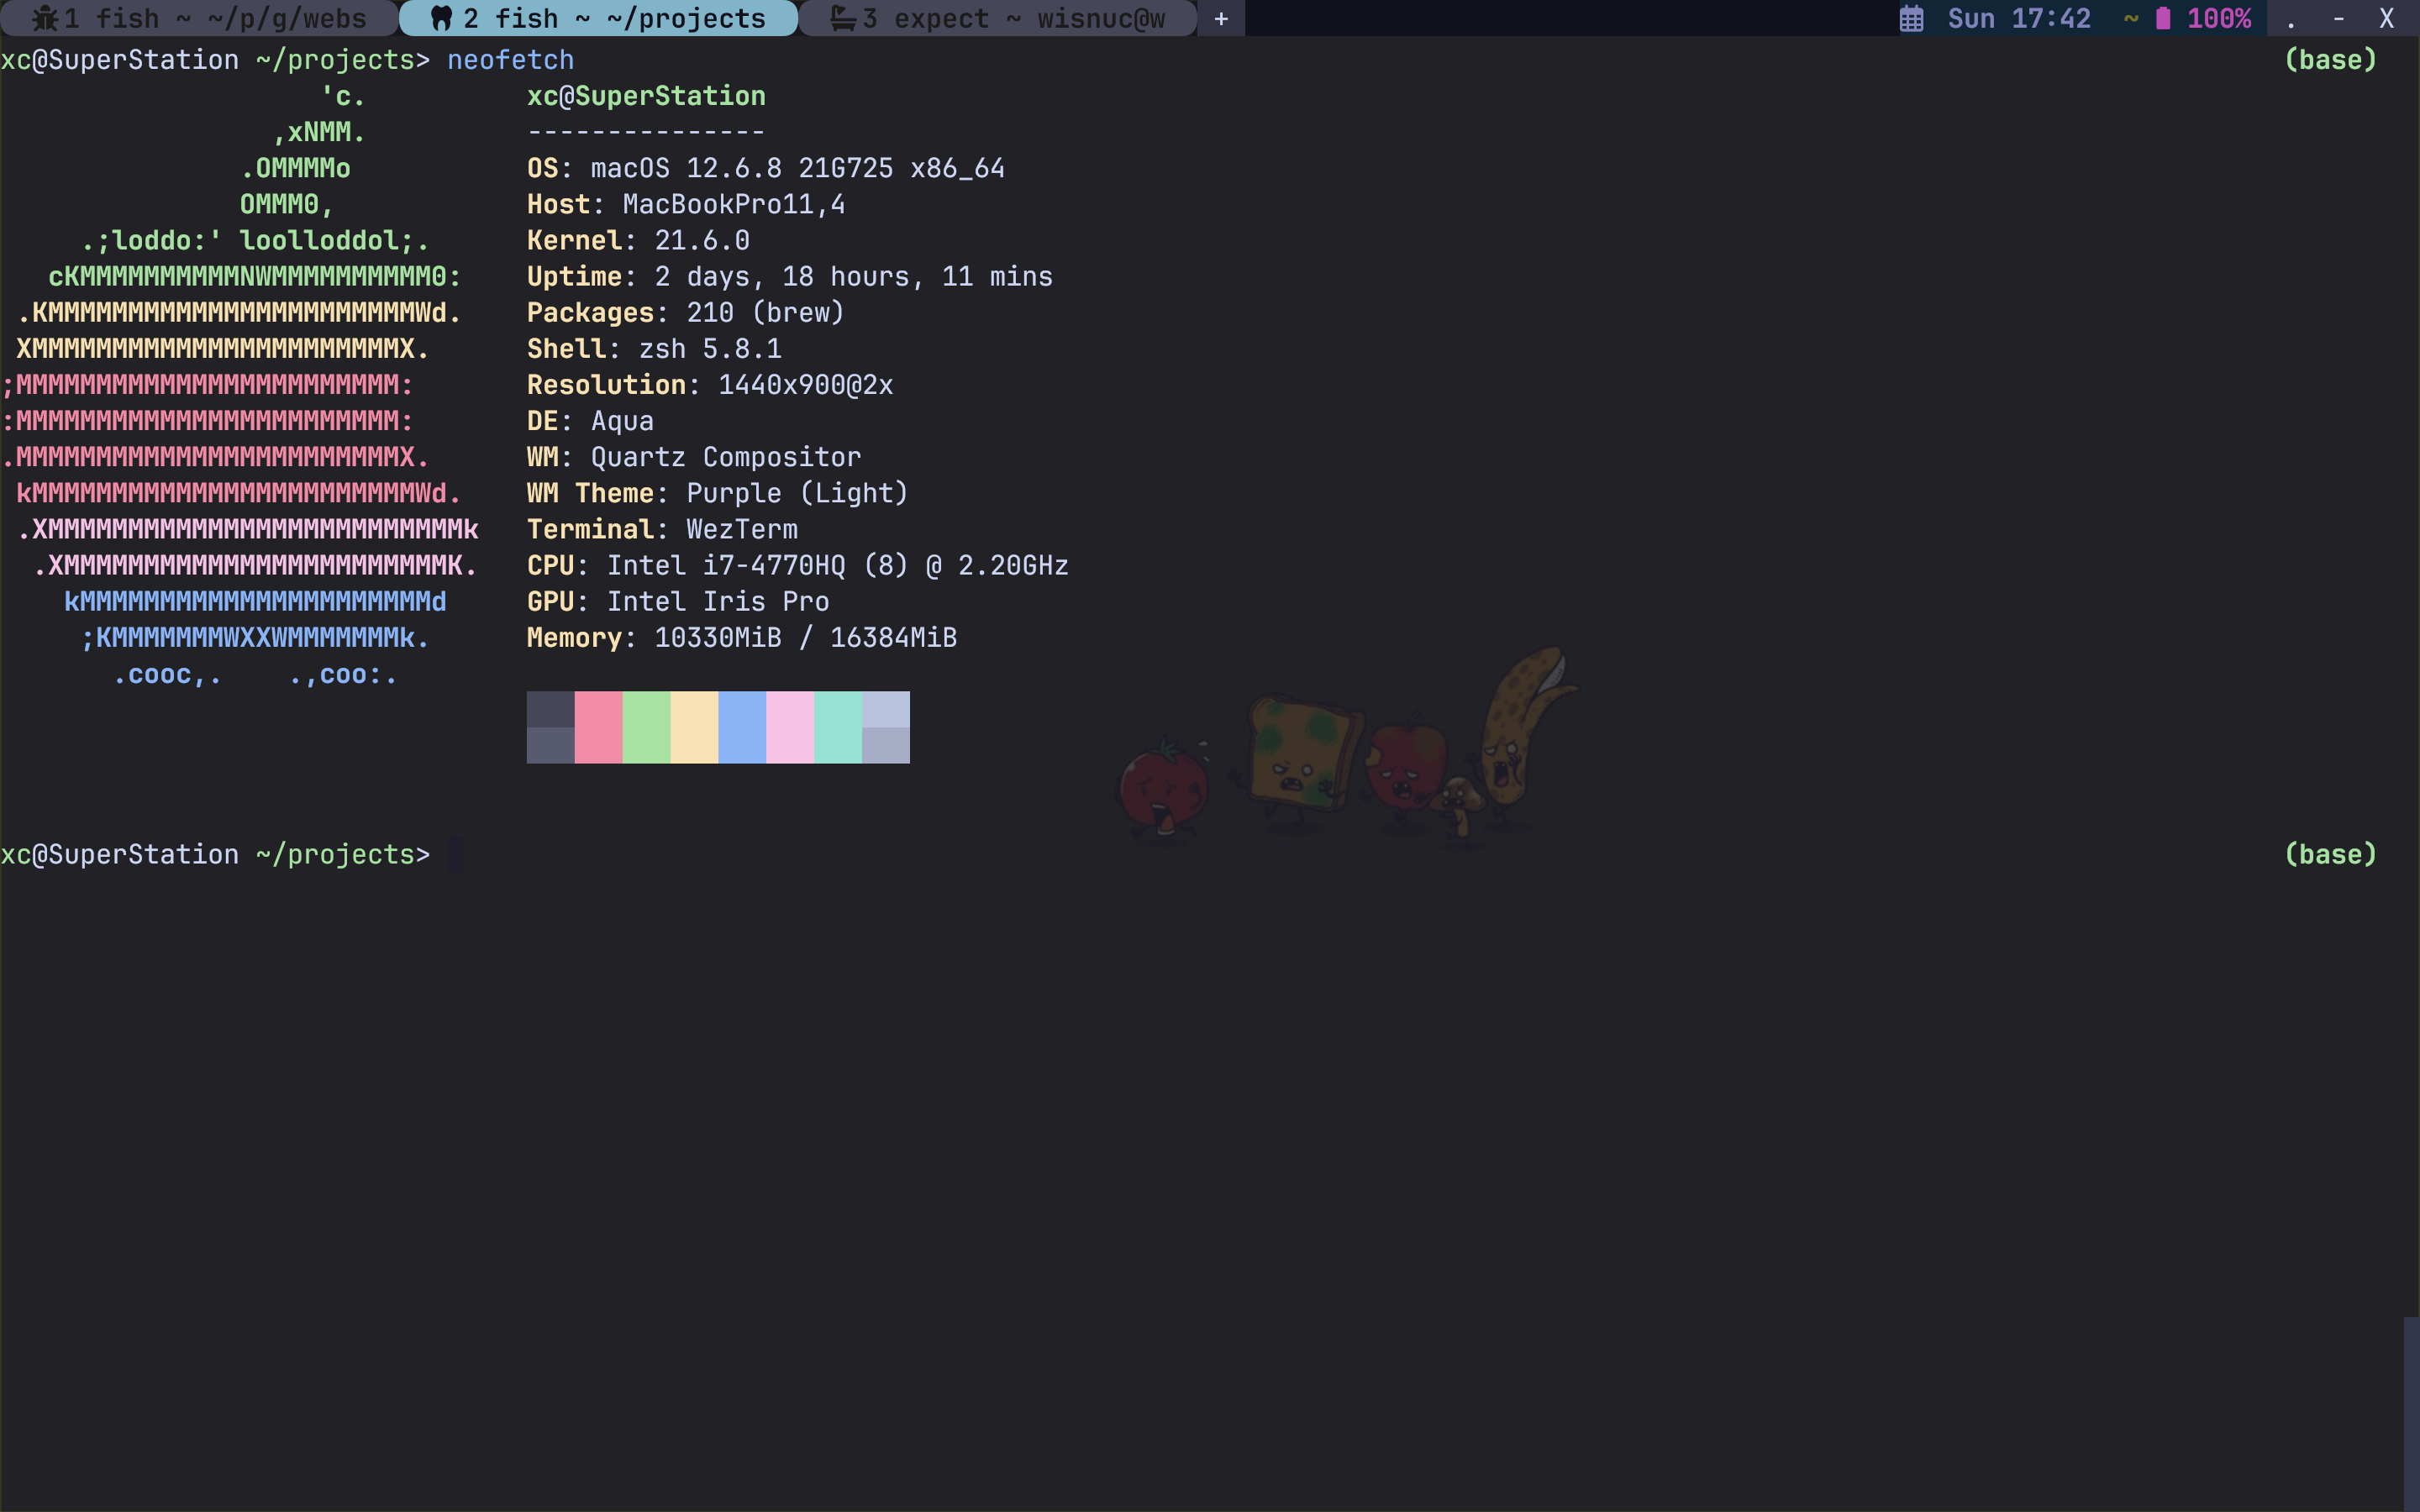 1 fish ~ ~/p/g/webs 2 fish ~ ~/projects 3 expect ~ wisnuc@w + Sun 17:42 ~ 100% . - X
xc@SuperStation ~/projects> neofetch (base)
'c. xc@SuperStation
,xNMM. ---------------
.OMMMMo OS: macOS 12.6.8 21G725 x86_64
OMMM0, Host: MacBookPro11,4
.;loddo:' loolloddol;. Kernel: 21.6.0
cKMMMMMMMMMMNWMMMMMMMMMM0: Uptime: 2 days, 18 hours, 11 mins
.KMMMMMMMMMMMMMMMMMMMMMMMWd. Packages: 210 (brew)
XMMMMMMMMMMMMMMMMMMMMMMMX. Shell: zsh 5.8.1
;MMMMMMMMMMMMMMMMMMMMMMMM: Resolution: 1440x900@2x
:MMMMMMMMMMMMMMMMMMMMMMMM: DE: Aqua
.MMMMMMMMMMMMMMMMMMMMMMMMX. WM: Quartz Compositor
kMMMMMMMMMMMMMMMMMMMMMMMMWd. WM Theme: Purple (Light)
.XMMMMMMMMMMMMMMMMMMMMMMMMMMk Terminal: WezTerm
.XMMMMMMMMMMMMMMMMMMMMMMMMK. CPU: Intel i7-4770HQ (8) @ 2.20GHz
kMMMMMMMMMMMMMMMMMMMMMMd GPU: Intel Iris Pro
;KMMMMMMMWXXWMMMMMMMk. Memory: 10330MiB / 16384MiB
.cooc,. .,coo:.
xc@SuperStation ~/projects> (base)